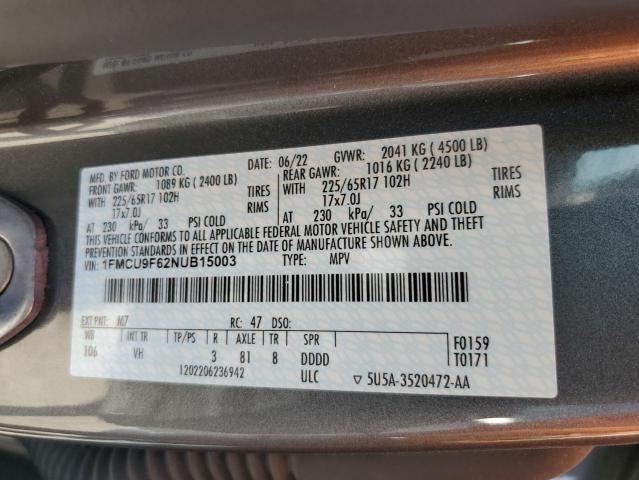 MFD. BY FORD MOTOR CO.
DATE: 06/22 GVWR: 2041 KG ( 4500 LB)
FRONT GAWR: 1089 KG ( 2400 LB) REAR GAWR: 1016 KG ( 2240 LB)
WITH 225/65R17 102H TIRES WITH 225/65R17 102H TIRES
17x7.0J RIMS 17x7.0J RIMS
AT 230 kPa/ 33 PSI COLD AT 230 kPa/ 33 PSI COLD
THIS VEHICLE CONFORMS TO ALL APPLICABLE FEDERAL MOTOR VEHICLE SAFETY AND THEFT
PREVENTION STANDARDS IN EFFECT ON THE DATE OF MANUFACTURE SHOWN ABOVE.
VIN: 1FMCU9F62NUB15003 TYPE: MPV
EXT PNT: M7 RC: 47 DSO:
WB INT TR TP/PS R AXLE TR SPR F0159
106 VH 3 81 8 DDDD T0171
1202206236942 ULC 5U5A-3520472-AA